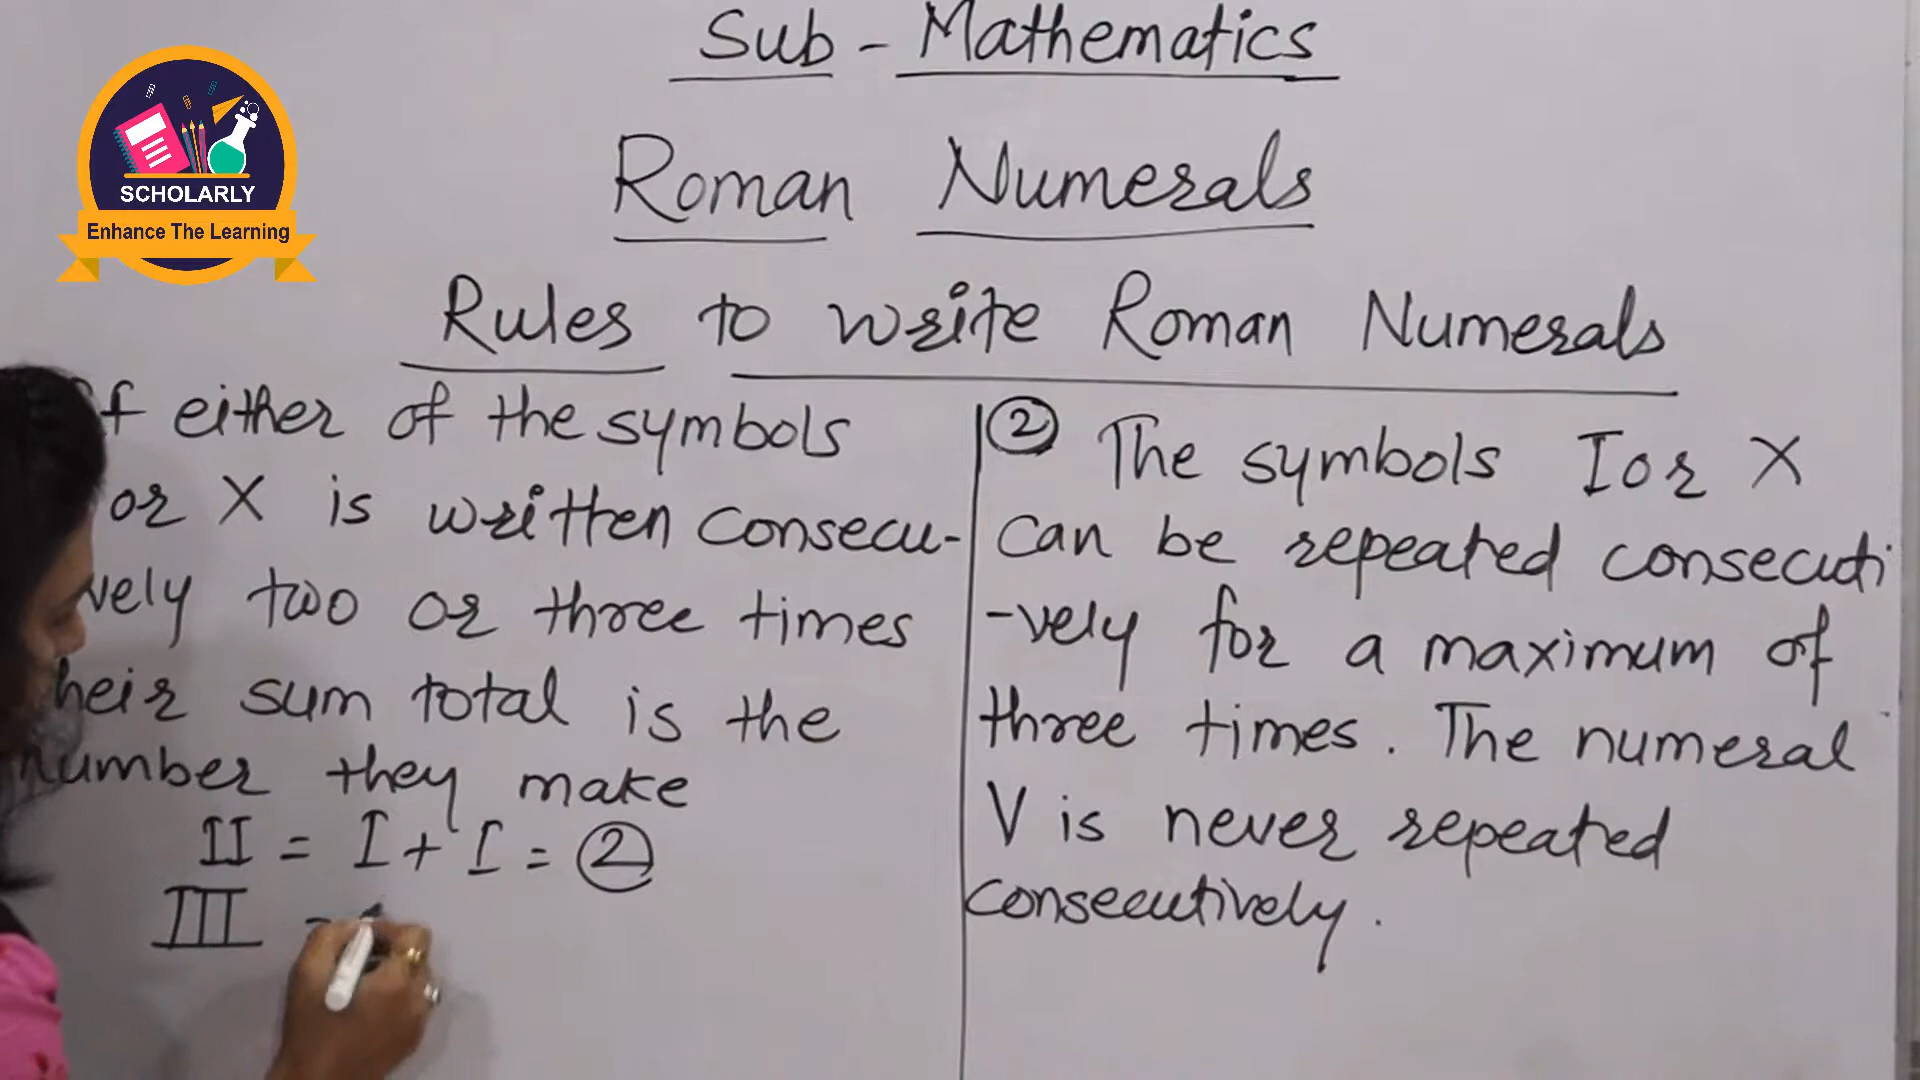 SCHOLARLY
Enhance The Learning
Sub - Mathematics
Roman Numerals
Rules to write Roman Numerals
f either of the symbols
or X is written consecu-
vely two or three times
heir sum total is the
number they make
II = I + I = 2
III =
2 The symbols I or X
can be repeated consecuti
-vely for a maximum of
three times. The numeral
V is never repeated
consecutively.